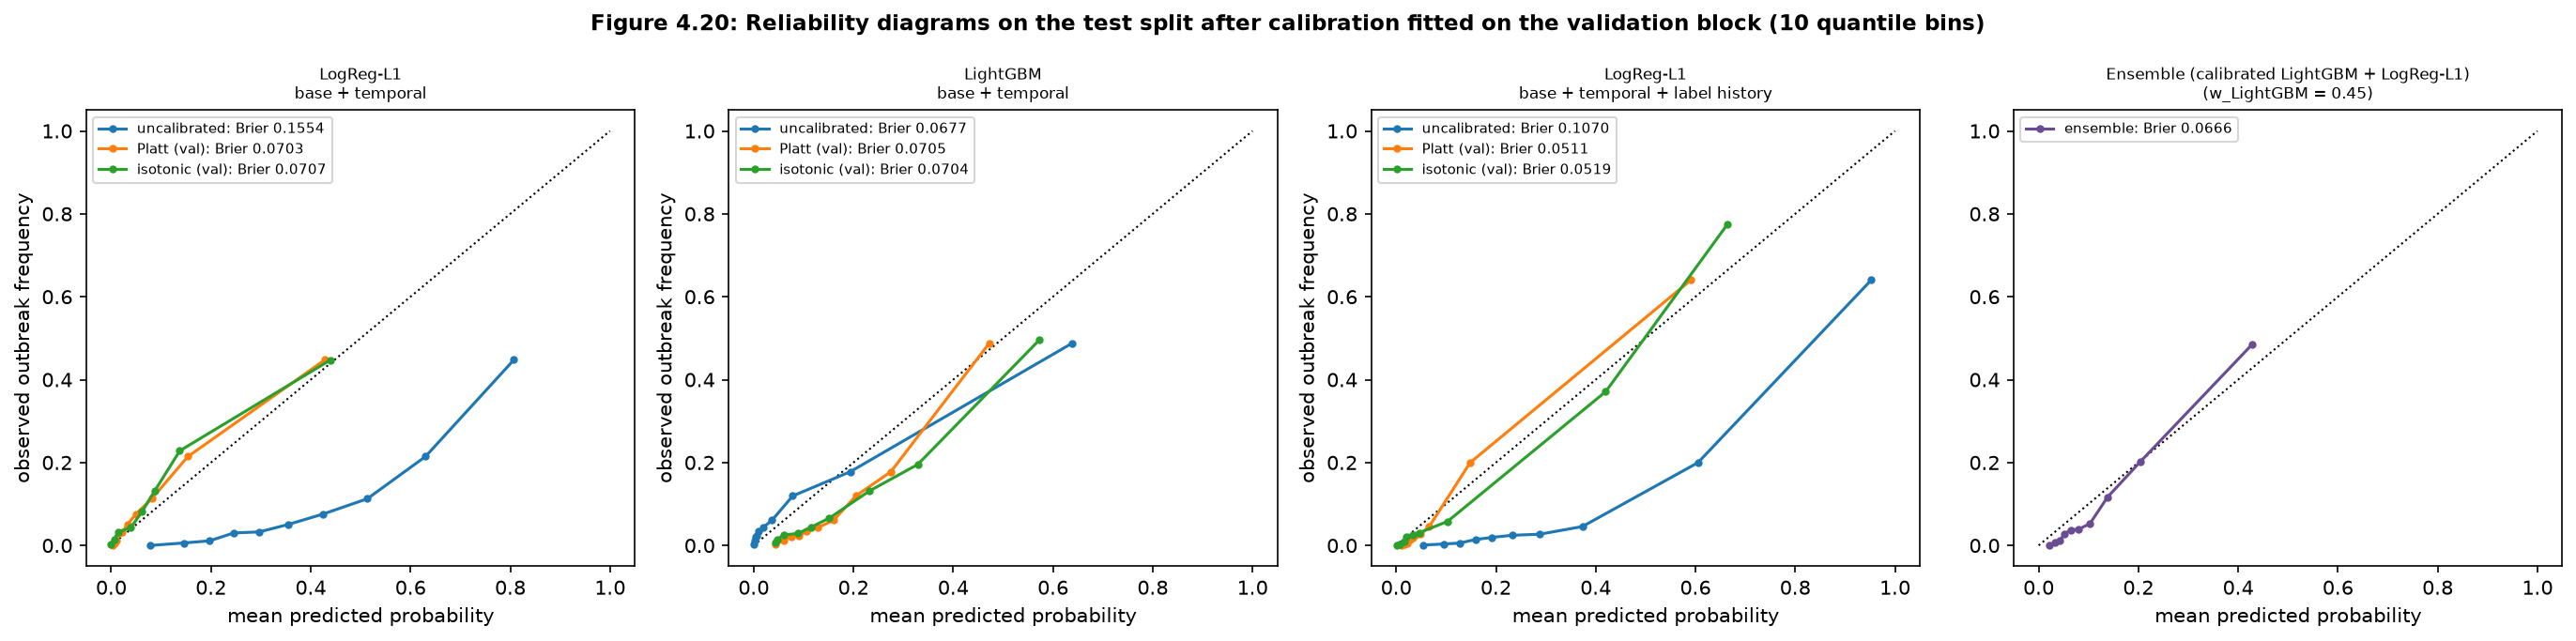 Figure 4.20: Reliability diagrams on the test split after calibration fitted on the validation block (10 quantile bins)
LogReg-L1
base + temporal
uncalibrated: Brier 0.1554
Platt (val): Brier 0.0703
isotonic (val): Brier 0.0707
observed outbreak frequency
1.0
0.8
0.6
0.4
0.2
0.0
0.0 0.2 0.4 0.6 0.8 1.0
mean predicted probability
LightGBM
base + temporal
uncalibrated: Brier 0.0677
Platt (val): Brier 0.0705
isotonic (val): Brier 0.0704
observed outbreak frequency
1.0
0.8
0.6
0.4
0.2
0.0
0.0 0.2 0.4 0.6 0.8 1.0
mean predicted probability
LogReg-L1
base + temporal + label history
uncalibrated: Brier 0.1070
Platt (val): Brier 0.0511
isotonic (val): Brier 0.0519
observed outbreak frequency
1.0
0.8
0.6
0.4
0.2
0.0
0.0 0.2 0.4 0.6 0.8 1.0
mean predicted probability
Ensemble (calibrated LightGBM + LogReg-L1)
(w_LightGBM = 0.45)
ensemble: Brier 0.0666
1.0
0.8
0.6
0.4
0.2
0.0
0.0 0.2 0.4 0.6 0.8 1.0
mean predicted probability